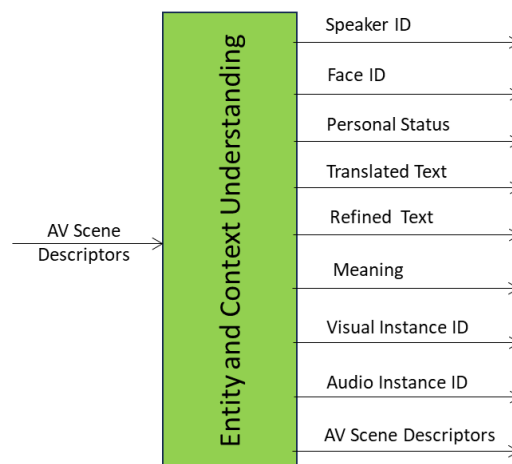 AV Scene
Descriptors
Entity and Context Understanding
Speaker ID
Face ID
Personal Status
Translated Text
Refined Text
Meaning
Visual Instance ID
Audio Instance ID
AV Scene Descriptors